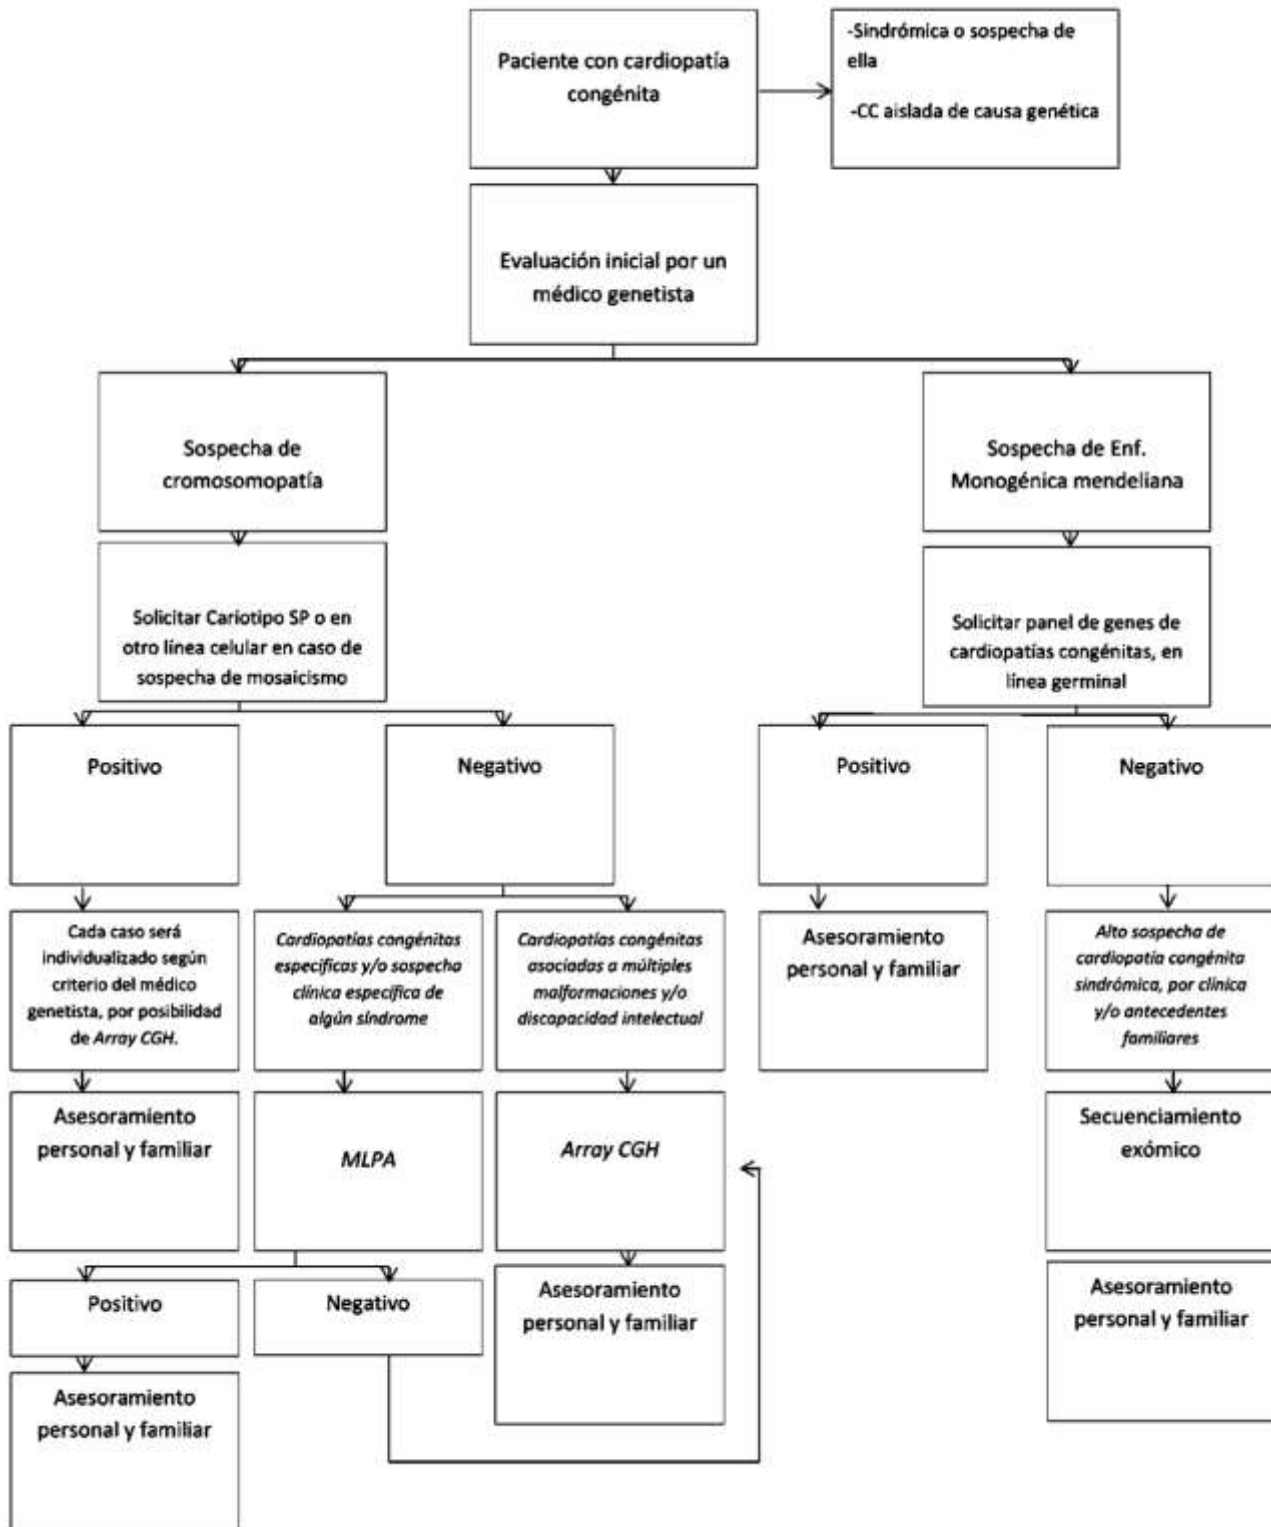 Paciente con cardiopatía
congénita
-Sindrómica o sospecha de
ella
-CC aislada de causa genética
Evaluación inicial por un
médico genetista
Sospecha de
cromosomopatía
Sospecha de Enf.
Monogénica mendeliana
Solicitar Cariotipo SP o en
otro línea celular en caso de
sospecha de mosaicismo
Solicitar panel de genes de
cardiopatías congénitas, en
línea germinal
Positivo
Negativo
Positivo
Negativo
Cada caso será
individualizado según
criterio del médico
genetista, por posibilidad
de Array CGH.
Cardiopatías congénitas
específicas y/o sospecha
clínica específica de
algún síndrome
Cardiopatías congénitas
asociadas a múltiples
malformaciones y/o
discapacidad intelectual
Asesoramiento
personal y familiar
Alto sospecha de
cardiopatía congénita
sindrómica, por clínica
y/o antecedentes
familiares
Asesoramiento
personal y familiar
MLPA
Array CGH
Secuenciamiento
exómico
Positivo
Negativo
Asesoramiento
personal y familiar
Asesoramiento
personal y familiar
Asesoramiento
personal y familiar